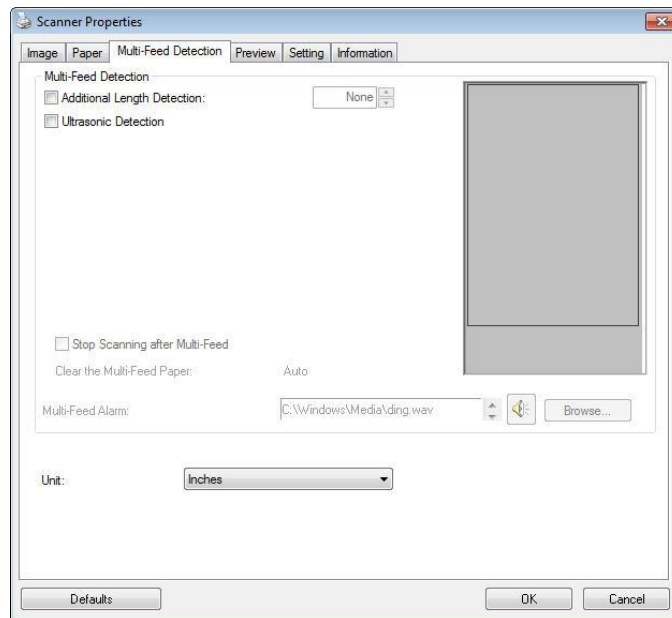 Scanner Properties
Image Paper Multi-Feed Detection Preview Setting Information
Multi-Feed Detection
Additional Length Detection: None
Ultrasonic Detection
Stop Scanning after Multi-Feed
Clear the Multi-Feed Paper: Auto
Multi-Feed Alarm: C:\Windows\Media\ding.wav Browse...
Unit: Inches
Defaults OK Cancel